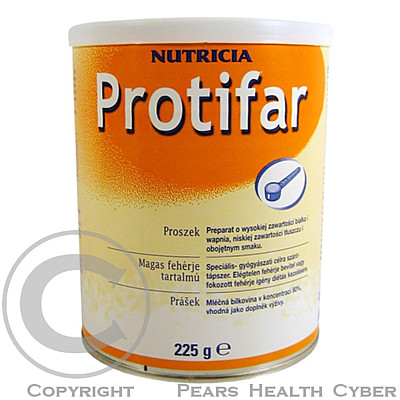 NUTRICIA
Protifar
Proszek
Preparat o wysokiej zawartości białka i
wapnia, niskiej zawartości tłuszczu i
obojętnym smaku.
Magas fehérje
tartalmú
Speciális- gyógyászati célra szánt
tápszer. Elégtelen fehérje bevitel vagy
fokozott fehérje igény diétás kezelésére.
Prášek
Mléčná bílkovina v koncentraci 90%,
vhodná jako doplněk výživy.
225 g e
C
Copyright Pears Health Cyber